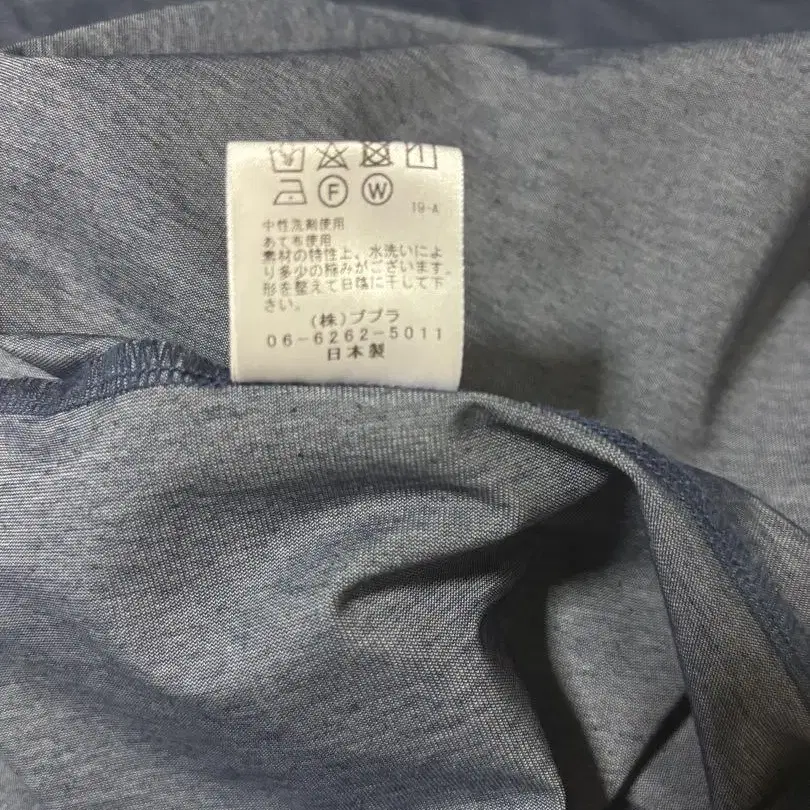 F W
19-A
中性洗剤使用
あて布使用
素材の特性上、水洗いによ
り多少の縮みがございます。
形を整えて日陰に干して下
さい。
(株)ププラ
06-6262-5011
日本製